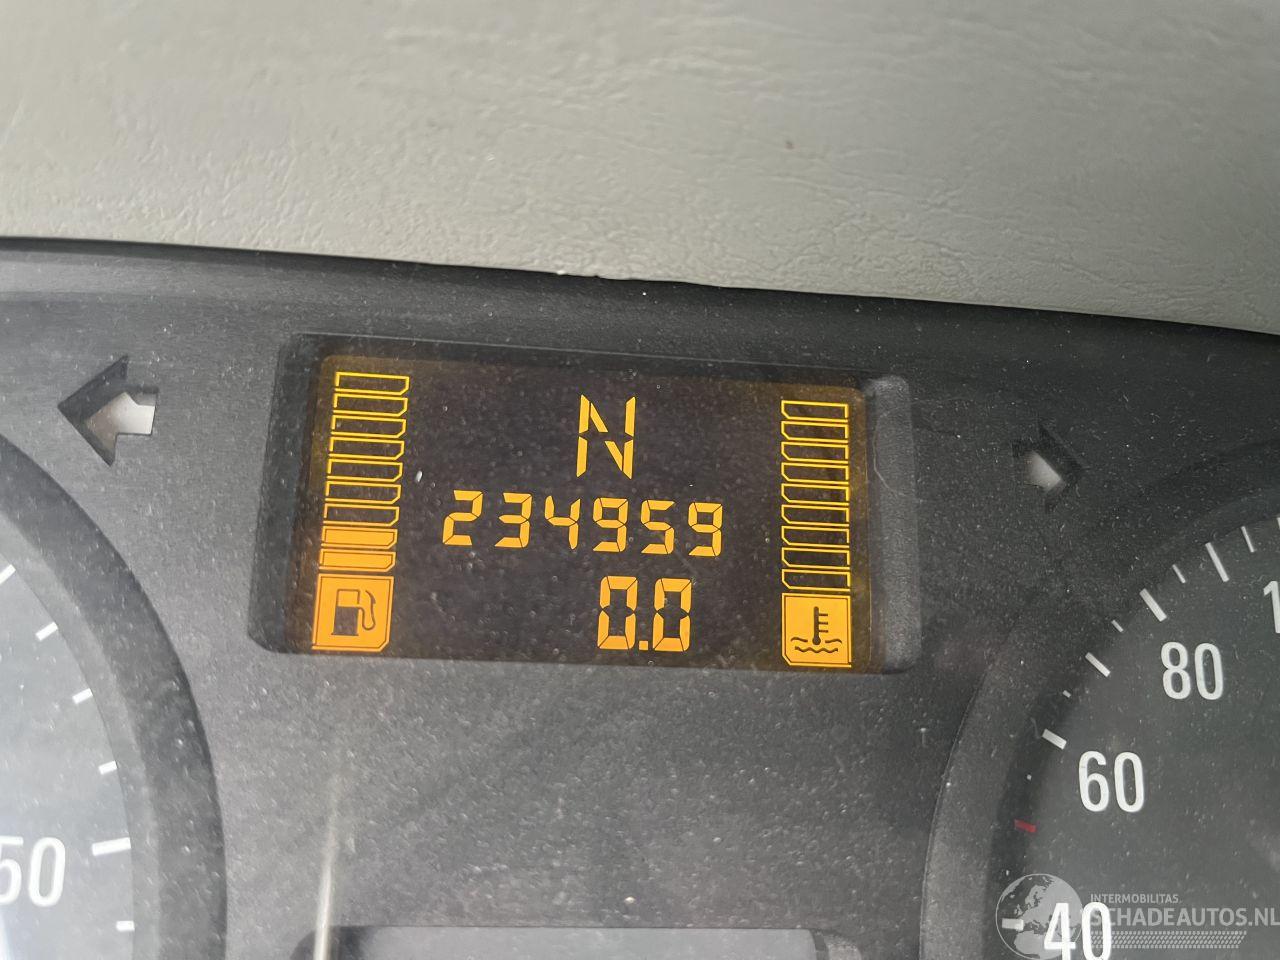 N
234959
0.0
80
60
40
50
INTERMOBILITAS
SCHADEAUTOS.NL